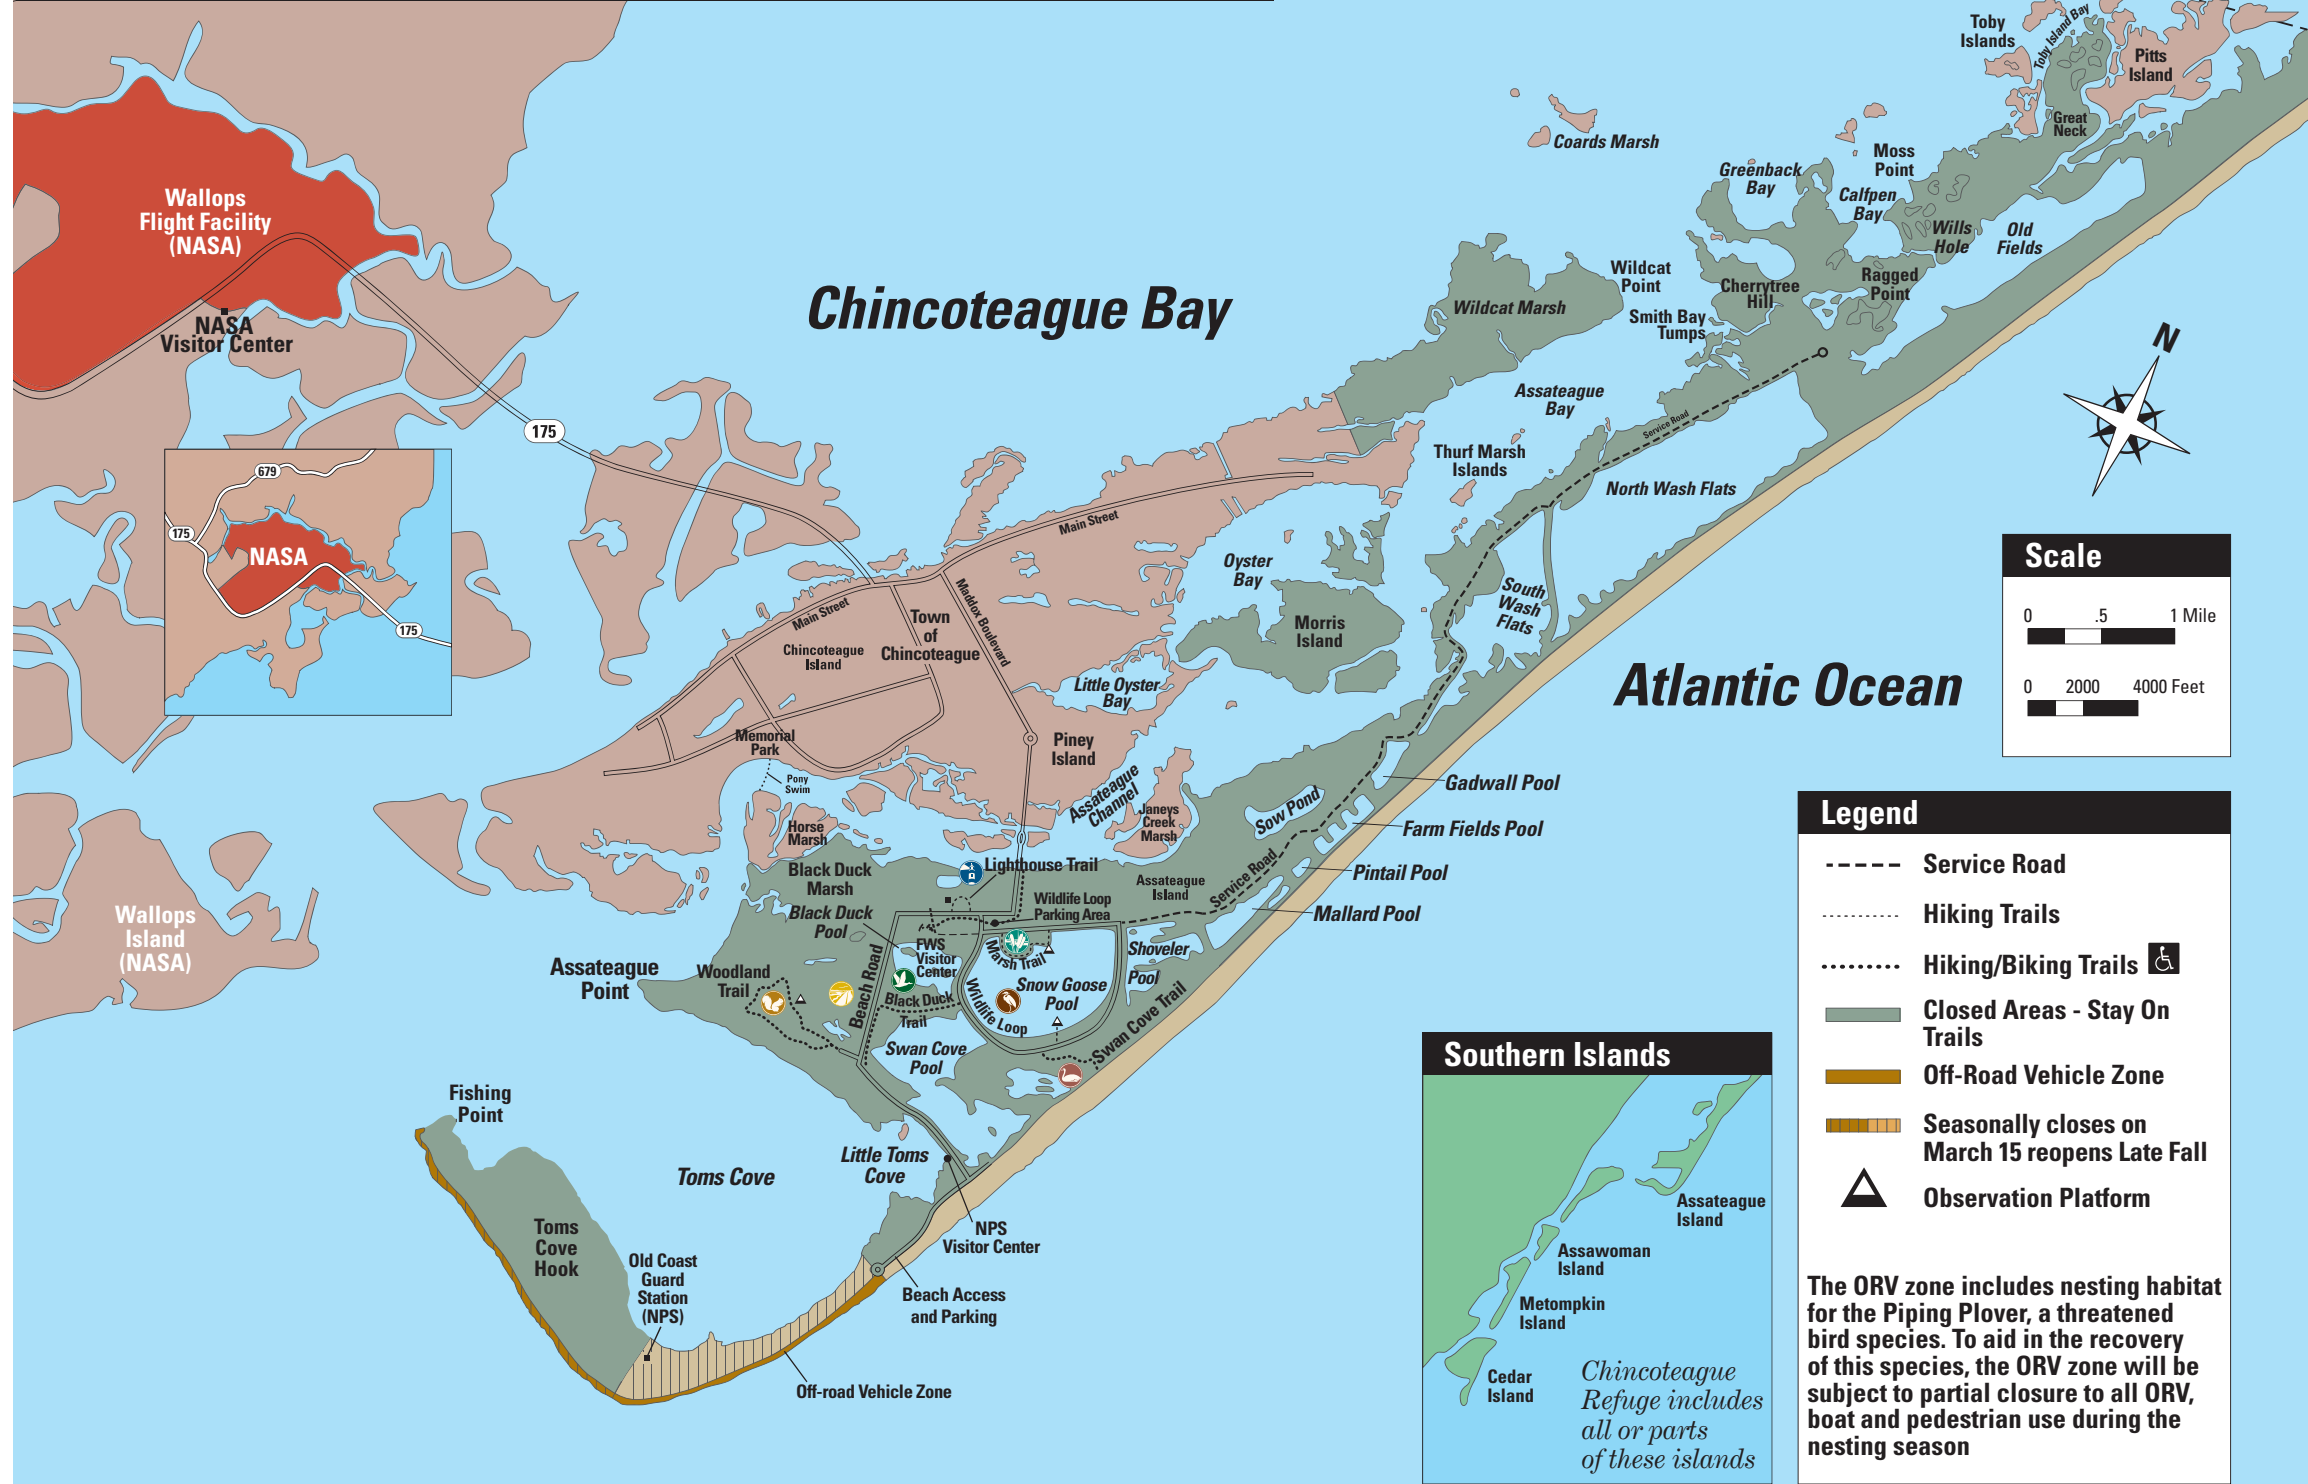 Toby
Islands
Toby Island Bay
Pitts
Island
Great
Neck
Coards Marsh
Moss
Point
Greenback
Bay
Calfpen
Bay
Wills
Hole
Old
Fields
Wallops
Flight Facility
(NASA)
NASA
Visitor Center
Chincoteague Bay
Wildcat
Point
Wildcat Marsh
Cherrytree
Hill
Ragged
Point
Smith Bay
Tumps
N
Assateague
Bay
Service Road
175
Thurf Marsh
Islands
North Wash Flats
679
175
NASA
175
Main Street
Oyster
Bay
South
Wash
Flats
Scale
0 .5 1 Mile
0 2000 4000 Feet
Main Street
Maddox Boulevard
Town
of
Chincoteague
Chincoteague
Island
Morris
Island
Atlantic Ocean
Little Oyster
Bay
Memorial
Park
Pony
Swim
Piney
Island
Assateague
Channel
Janeys
Creek
Marsh
Sow Pond
Gadwall Pool
Farm Fields Pool
Pintail Pool
Mallard Pool
Horse
Marsh
Black Duck
Marsh
Lighthouse Trail
Black Duck
Pool
Wildlife Loop
Parking Area
Assateague
Island
Service Road
Wallops
Island
(NASA)
Assateague
Point
Woodland
Trail
Beach Road
FWS
Visitor
Center
Marsh Trail
Shoveler
Pool
Snow Goose
Pool
Black Duck
Trail
Wildlife Loop
Swan Cove Trail
Swan Cove
Pool
Fishing
Point
Toms Cove
Little Toms
Cove
NPS
Visitor Center
Toms
Cove
Hook
Old Coast
Guard
Station
(NPS)
Beach Access
and Parking
Off-road Vehicle Zone
Southern Islands
Assateague
Island
Assawoman
Island
Metompkin
Island
Cedar
Island
Chincoteague
Refuge includes
all or parts
of these islands
Legend
Service Road
Hiking Trails
Hiking/Biking Trails
Closed Areas - Stay On
Trails
Off-Road Vehicle Zone
Seasonally closes on
March 15 reopens Late Fall
Observation Platform
The ORV zone includes nesting habitat
for the Piping Plover, a threatened
bird species. To aid in the recovery
of this species, the ORV zone will be
subject to partial closure to all ORV,
boat and pedestrian use during the
nesting season